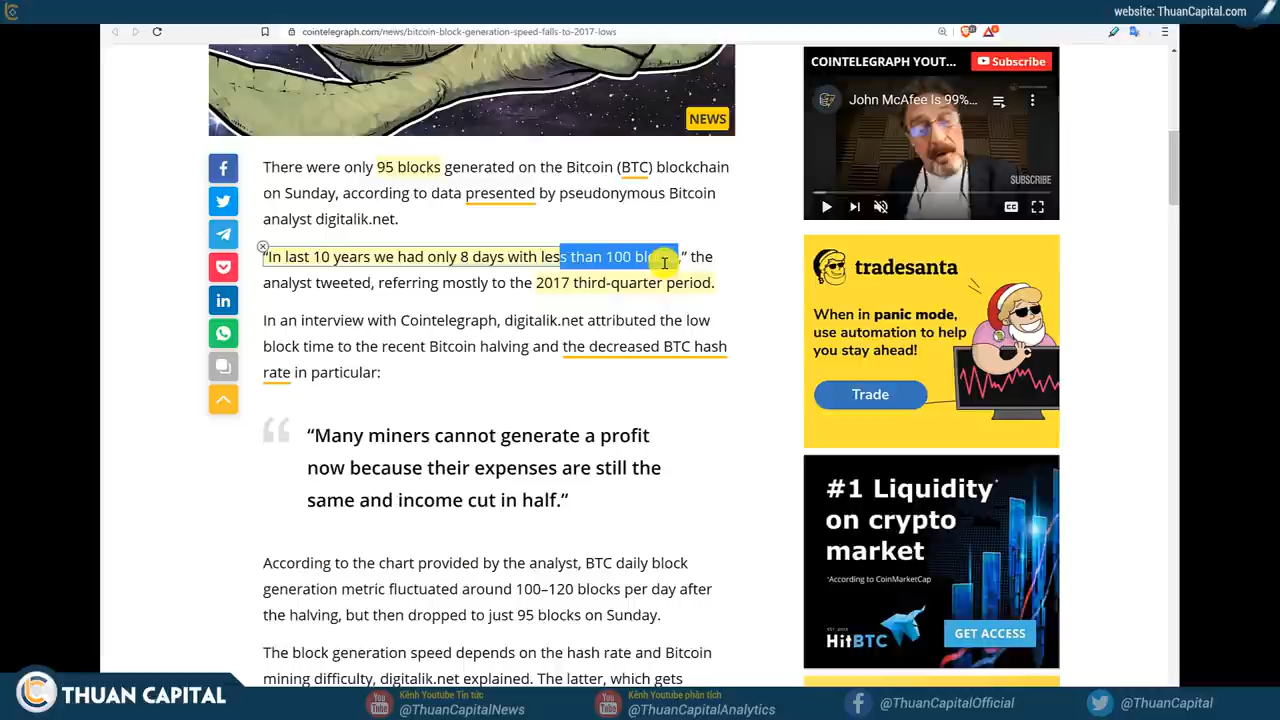 website: ThuanCapital.com
cointelegraph.com/news/bitcoin-block-generation-speed-falls-to-2017-lows
NEWS
There were only 95 blocks generated on the Bitcoin (BTC) blockchain
on Sunday, according to data presented by pseudonymous Bitcoin
analyst digitalik.net.
“In last 10 years we had only 8 days with less than 100 blocks,” the
analyst tweeted, referring mostly to the 2017 third-quarter period.
In an interview with Cointelegraph, digitalik.net attributed the low
block time to the recent Bitcoin halving and the decreased BTC hash
rate in particular:
“Many miners cannot generate a profit
now because their expenses are still the
same and income cut in half.”
According to the chart provided by the analyst, BTC daily block
generation metric fluctuated around 100–120 blocks per day after
the halving, but then dropped to just 95 blocks on Sunday.
The block generation speed depends on the hash rate and Bitcoin
mining difficulty, digitalik.net explained. The latter, which gets
COINTELEGRAPH YOUT...
Subscribe
John McAfee Is 99%...
SUBSCRIBE
CC
tradesanta
When in panic mode,
use automation to help
you stay ahead!
Trade
#1 Liquidity*
on crypto
market
*According to CoinMarketCap
HitBTC
GET ACCESS
THUAN CAPITAL
You Tube
Kênh Youtube Tin tức
@ThuanCapitalNews
You Tube
Kênh Youtube phân tích
@ThuanCapitalAnalytics
@ThuanCapitalOfficial
@ThuanCapital